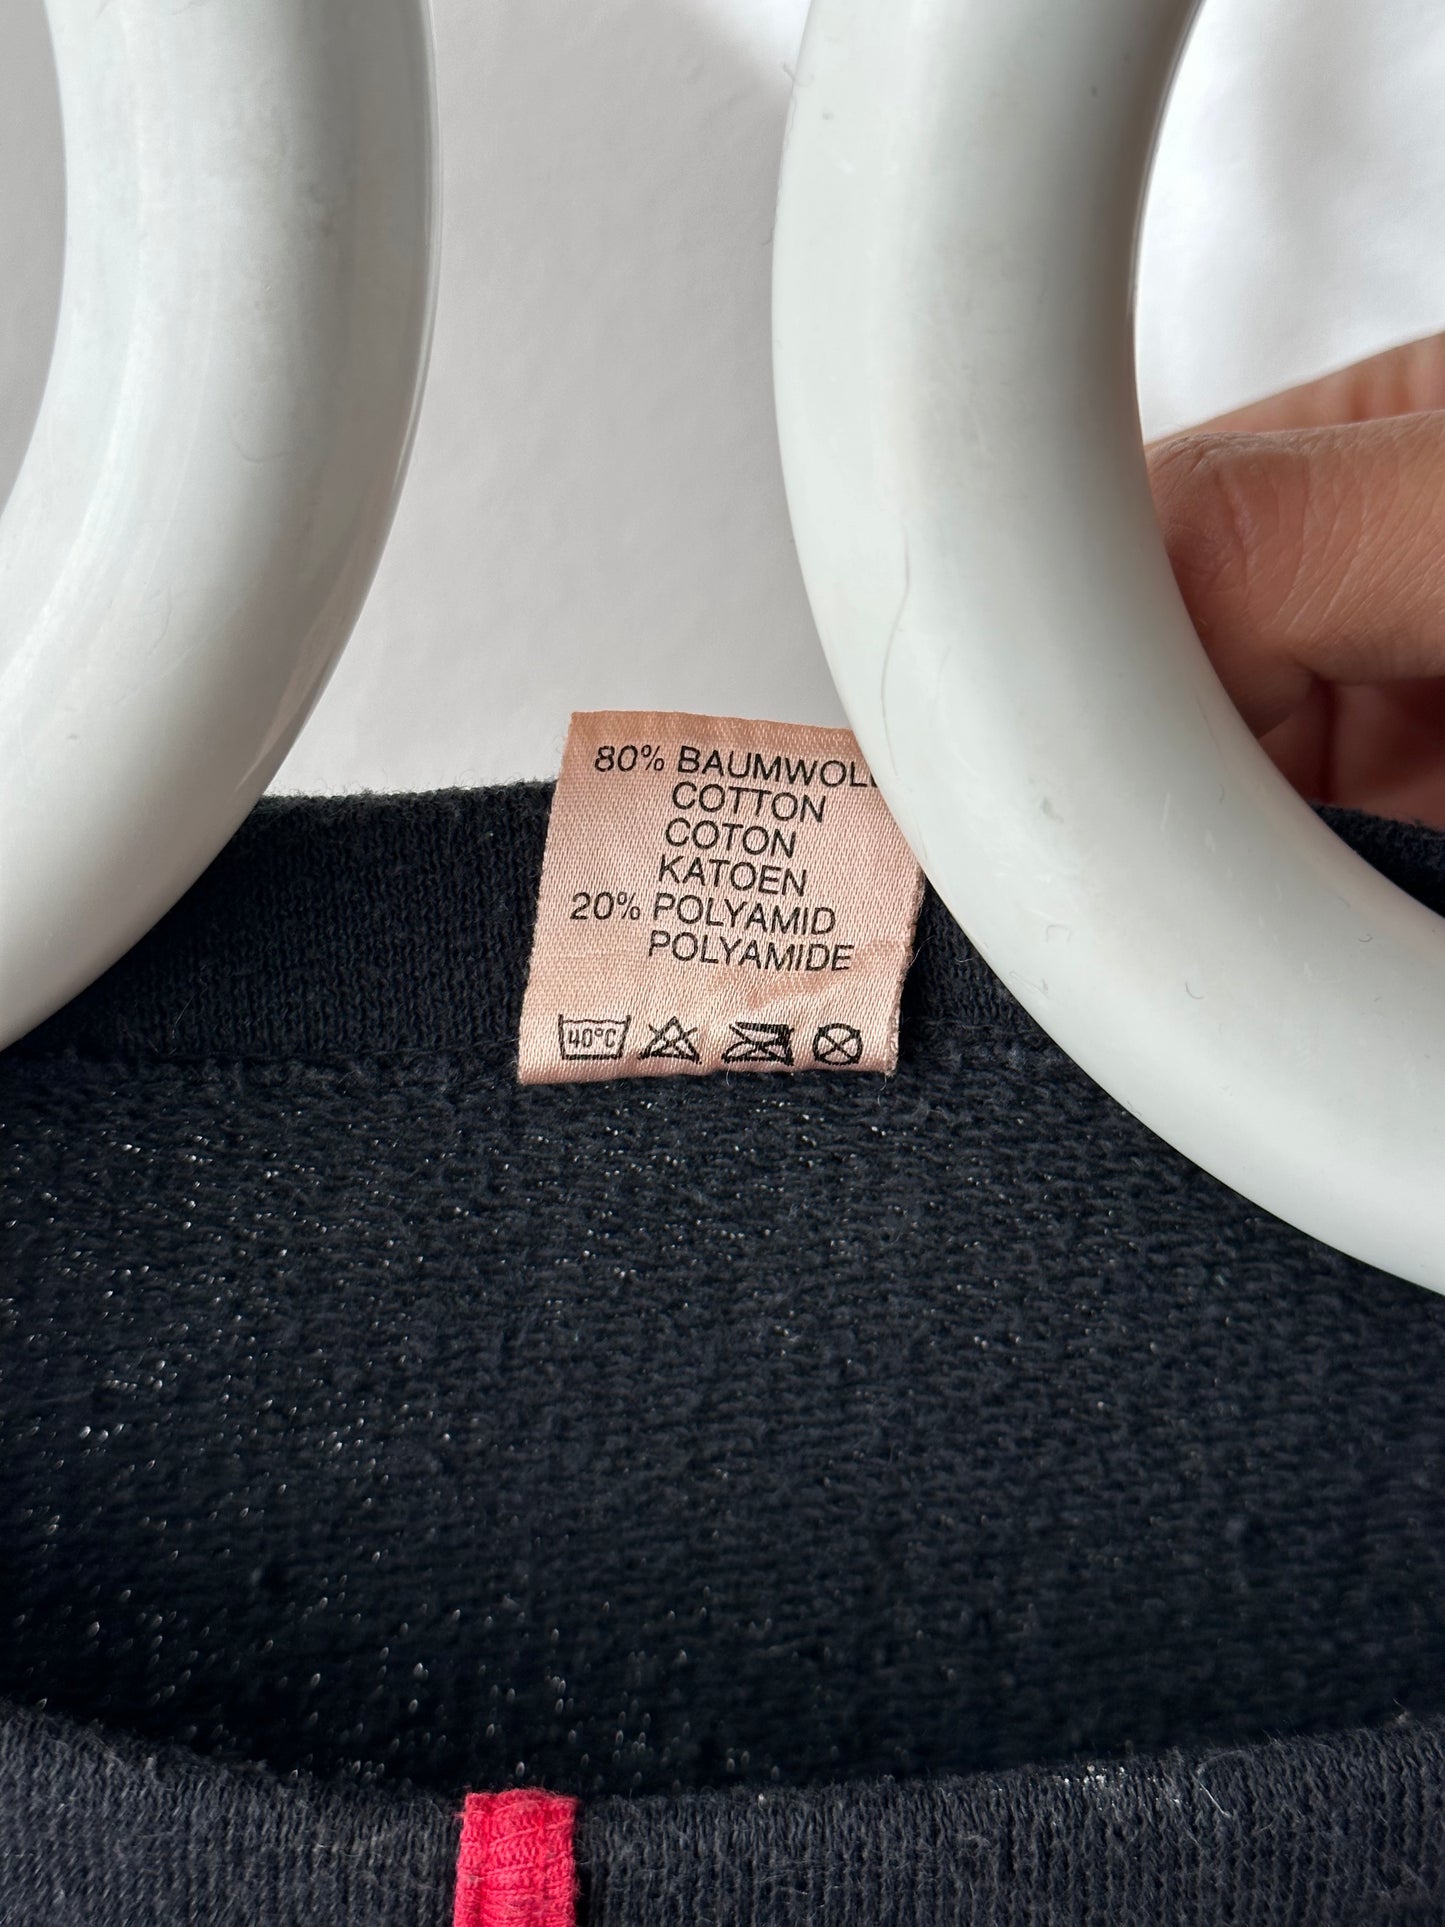 80% BAUMWOLL
COTTON
COTON
KATOEN
20% POLYAMID
POLYAMIDE
40°C